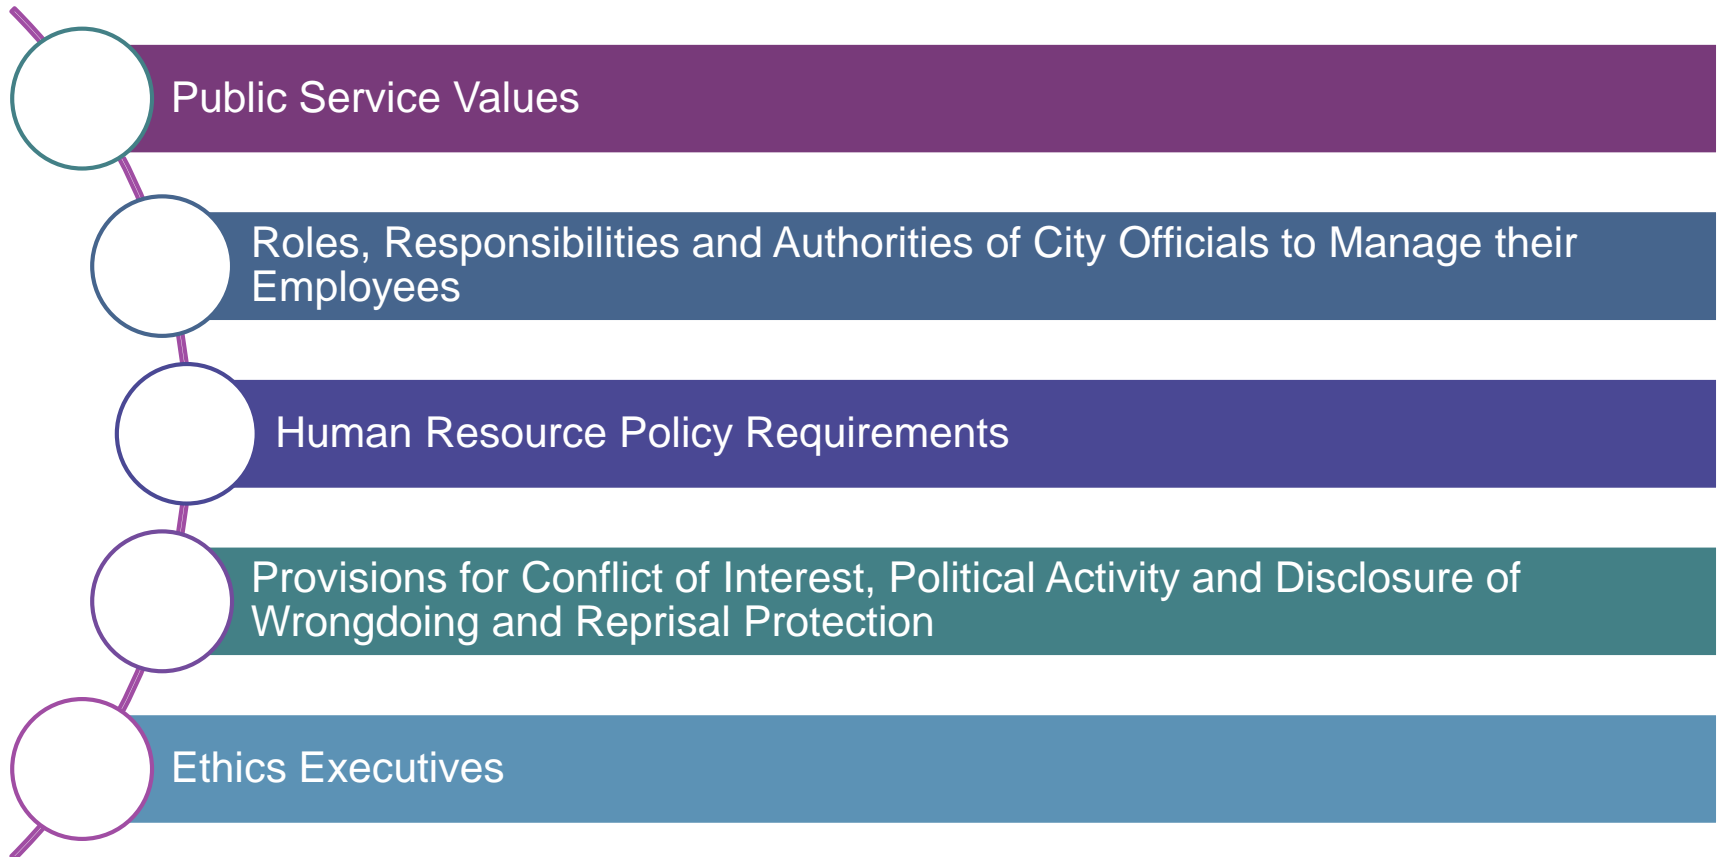 Public Service Values
Roles, Responsibilities and Authorities of City Officials to Manage their
Employees
Human Resource Policy Requirements
Provisions for Conflict of Interest, Political Activity and Disclosure of
Wrongdoing and Reprisal Protection
Ethics Executives